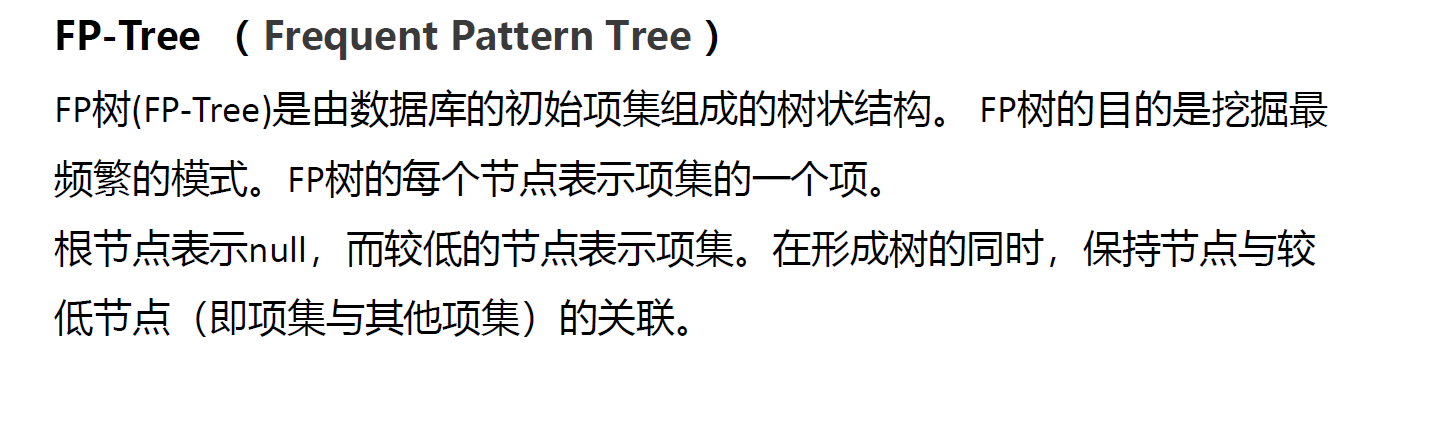 FP-Tree （ Frequent Pattern Tree ）
FP树(FP-Tree)是由数据库的初始项集组成的树状结构。 FP树的目的是挖掘最
频繁的模式。FP树的每个节点表示项集的一个项。
根节点表示null，而较低的节点表示项集。在形成树的同时，保持节点与较
低节点（即项集与其他项集）的关联。